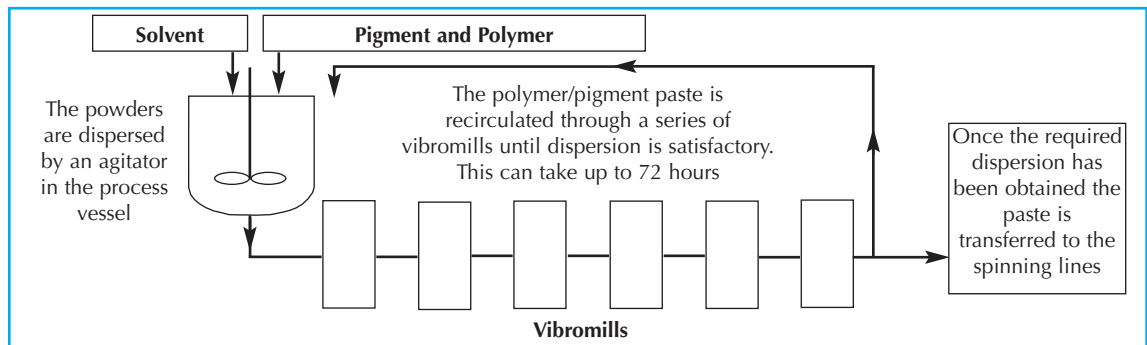 Solvent
Pigment and Polymer
The powders
are dispersed
by an agitator
in the process
vessel
The polymer/pigment paste is
recirculated through a series of
vibromills until dispersion is satisfactory.
This can take up to 72 hours
Once the required
dispersion has
been obtained the
paste is
transferred to the
spinning lines
Vibromills